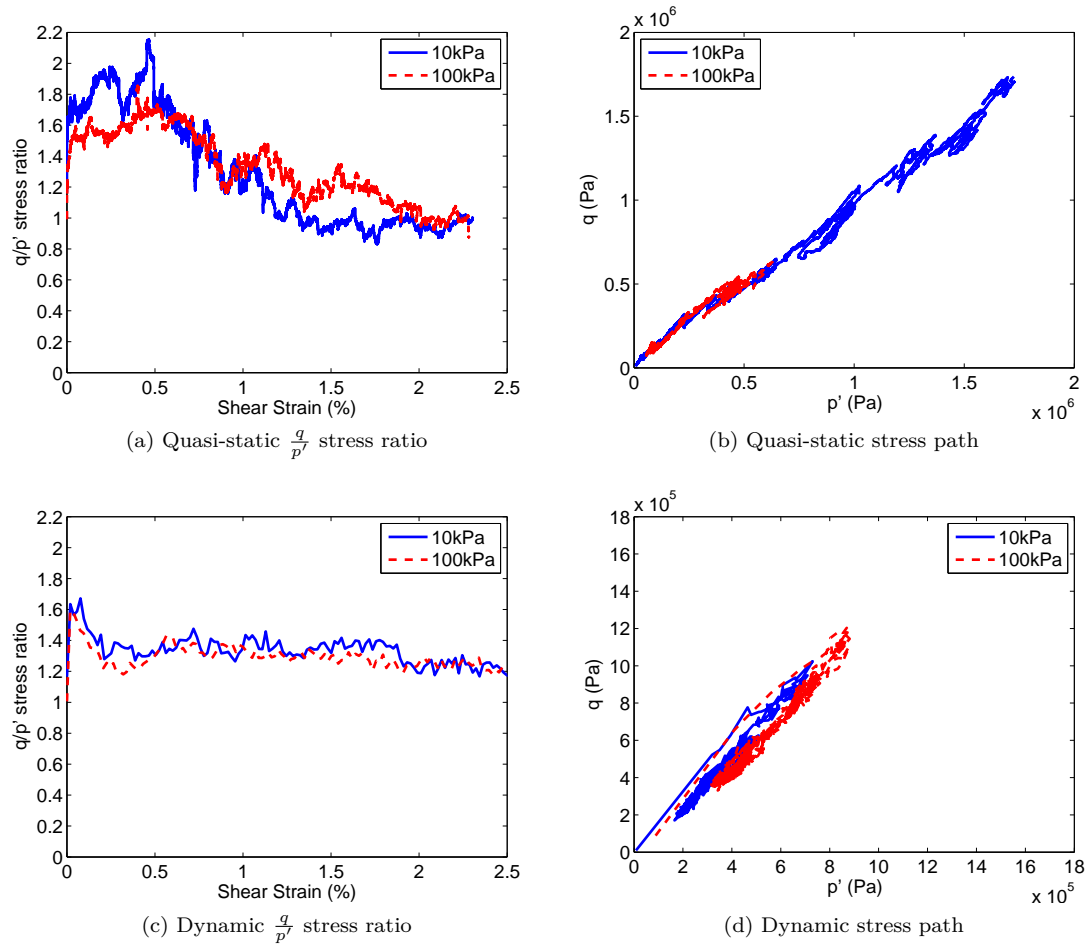 2.2
2
1.8
1.6
1.4
1.2
1
0.8
0.6
0.4
0.2
0
0 0.5 1 1.5 2 2.5
q/p' stress ratio
Shear Strain (%)
10kPa
100kPa
(a) Quasi-static q/p′ stress ratio
x 10^6
2
1.5
1
0.5
0
0 0.5 1 1.5 2
x 10^6
q (Pa)
p' (Pa)
10kPa
100kPa
(b) Quasi-static stress path
2.2
2
1.8
1.6
1.4
1.2
1
0.8
0.6
0.4
0.2
0
0 0.5 1 1.5 2 2.5
q/p' stress ratio
Shear Strain (%)
10kPa
100kPa
(c) Dynamic q/p′ stress ratio
x 10^5
18
16
14
12
10
8
6
4
2
0
0 2 4 6 8 10 12 14 16 18
x 10^5
q (Pa)
p' (Pa)
10kPa
100kPa
(d) Dynamic stress path